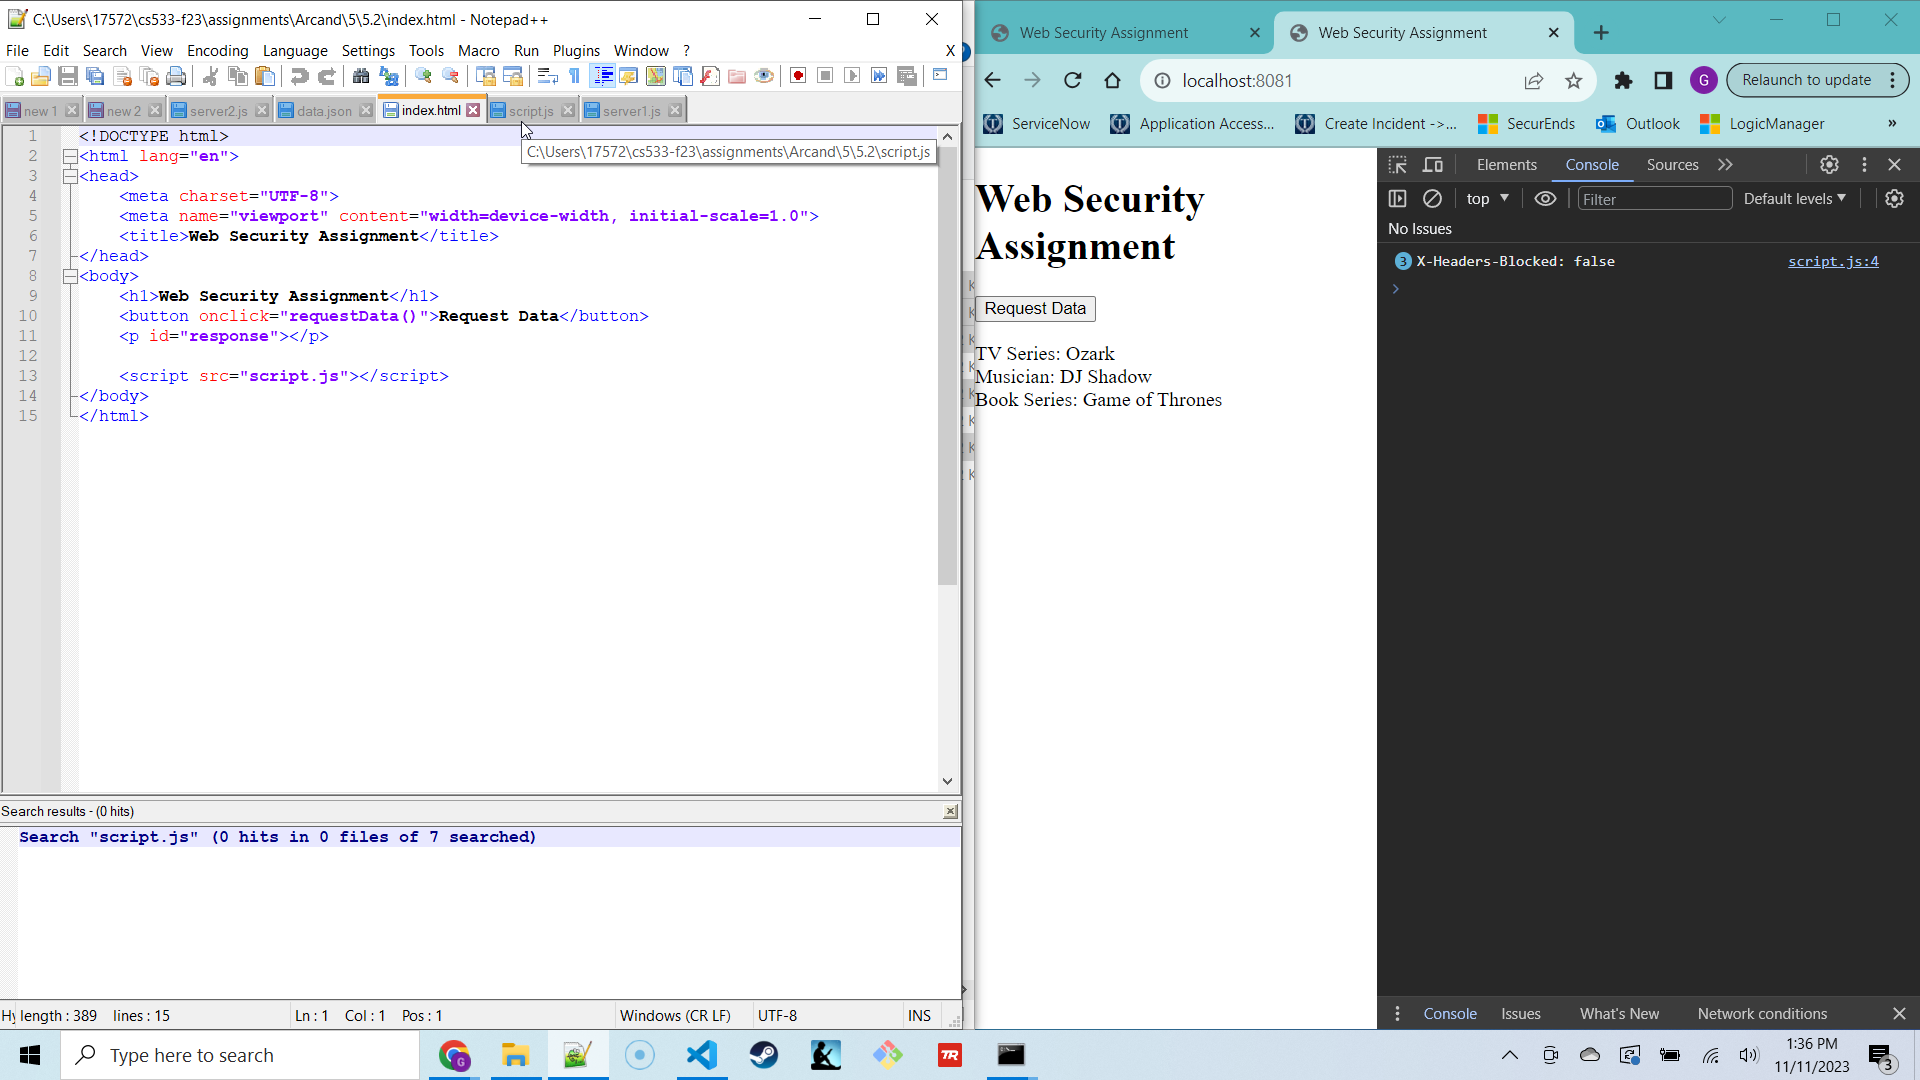 C:\Users\17572\cs533-f23\assignments\Arcand\5\5.2\index.html - Notepad++
File Edit Search View Encoding Language Settings Tools Macro Run Plugins Window ? X
new 1 new 2 server2.js data.json index.html script.js server1.js
C:\Users\17572\cs533-f23\assignments\Arcand\5\5.2\script.js
1 <!DOCTYPE html>
2 <html lang="en">
3 <head>
4 <meta charset="UTF-8">
5 <meta name="viewport" content="width=device-width, initial-scale=1.0">
6 <title>Web Security Assignment</title>
7 </head>
8 <body>
9 <h1>Web Security Assignment</h1>
10 <button onclick="requestData()">Request Data</button>
11 <p id="response"></p>
12
13 <script src="script.js"></script>
14 </body>
15 </html>
Search results - (0 hits)
Search "script.js" (0 hits in 0 files of 7 searched)
Hy length : 389 lines : 15 Ln : 1 Col : 1 Pos : 1 Windows (CR LF) UTF-8 INS
Web Security Assignment Web Security Assignment
localhost:8081 G Relaunch to update
ServiceNow Application Access... Create Incident ->... SecurEnds Outlook LogicManager »
Web Security
Assignment
Request Data
TV Series: Ozark
Musician: DJ Shadow
Book Series: Game of Thrones
Elements Console Sources
top Filter Default levels
No Issues
3 X-Headers-Blocked: false script.js:4
Console Issues What's New Network conditions
Type here to search
G
TR
1:36 PM
11/11/2023
3